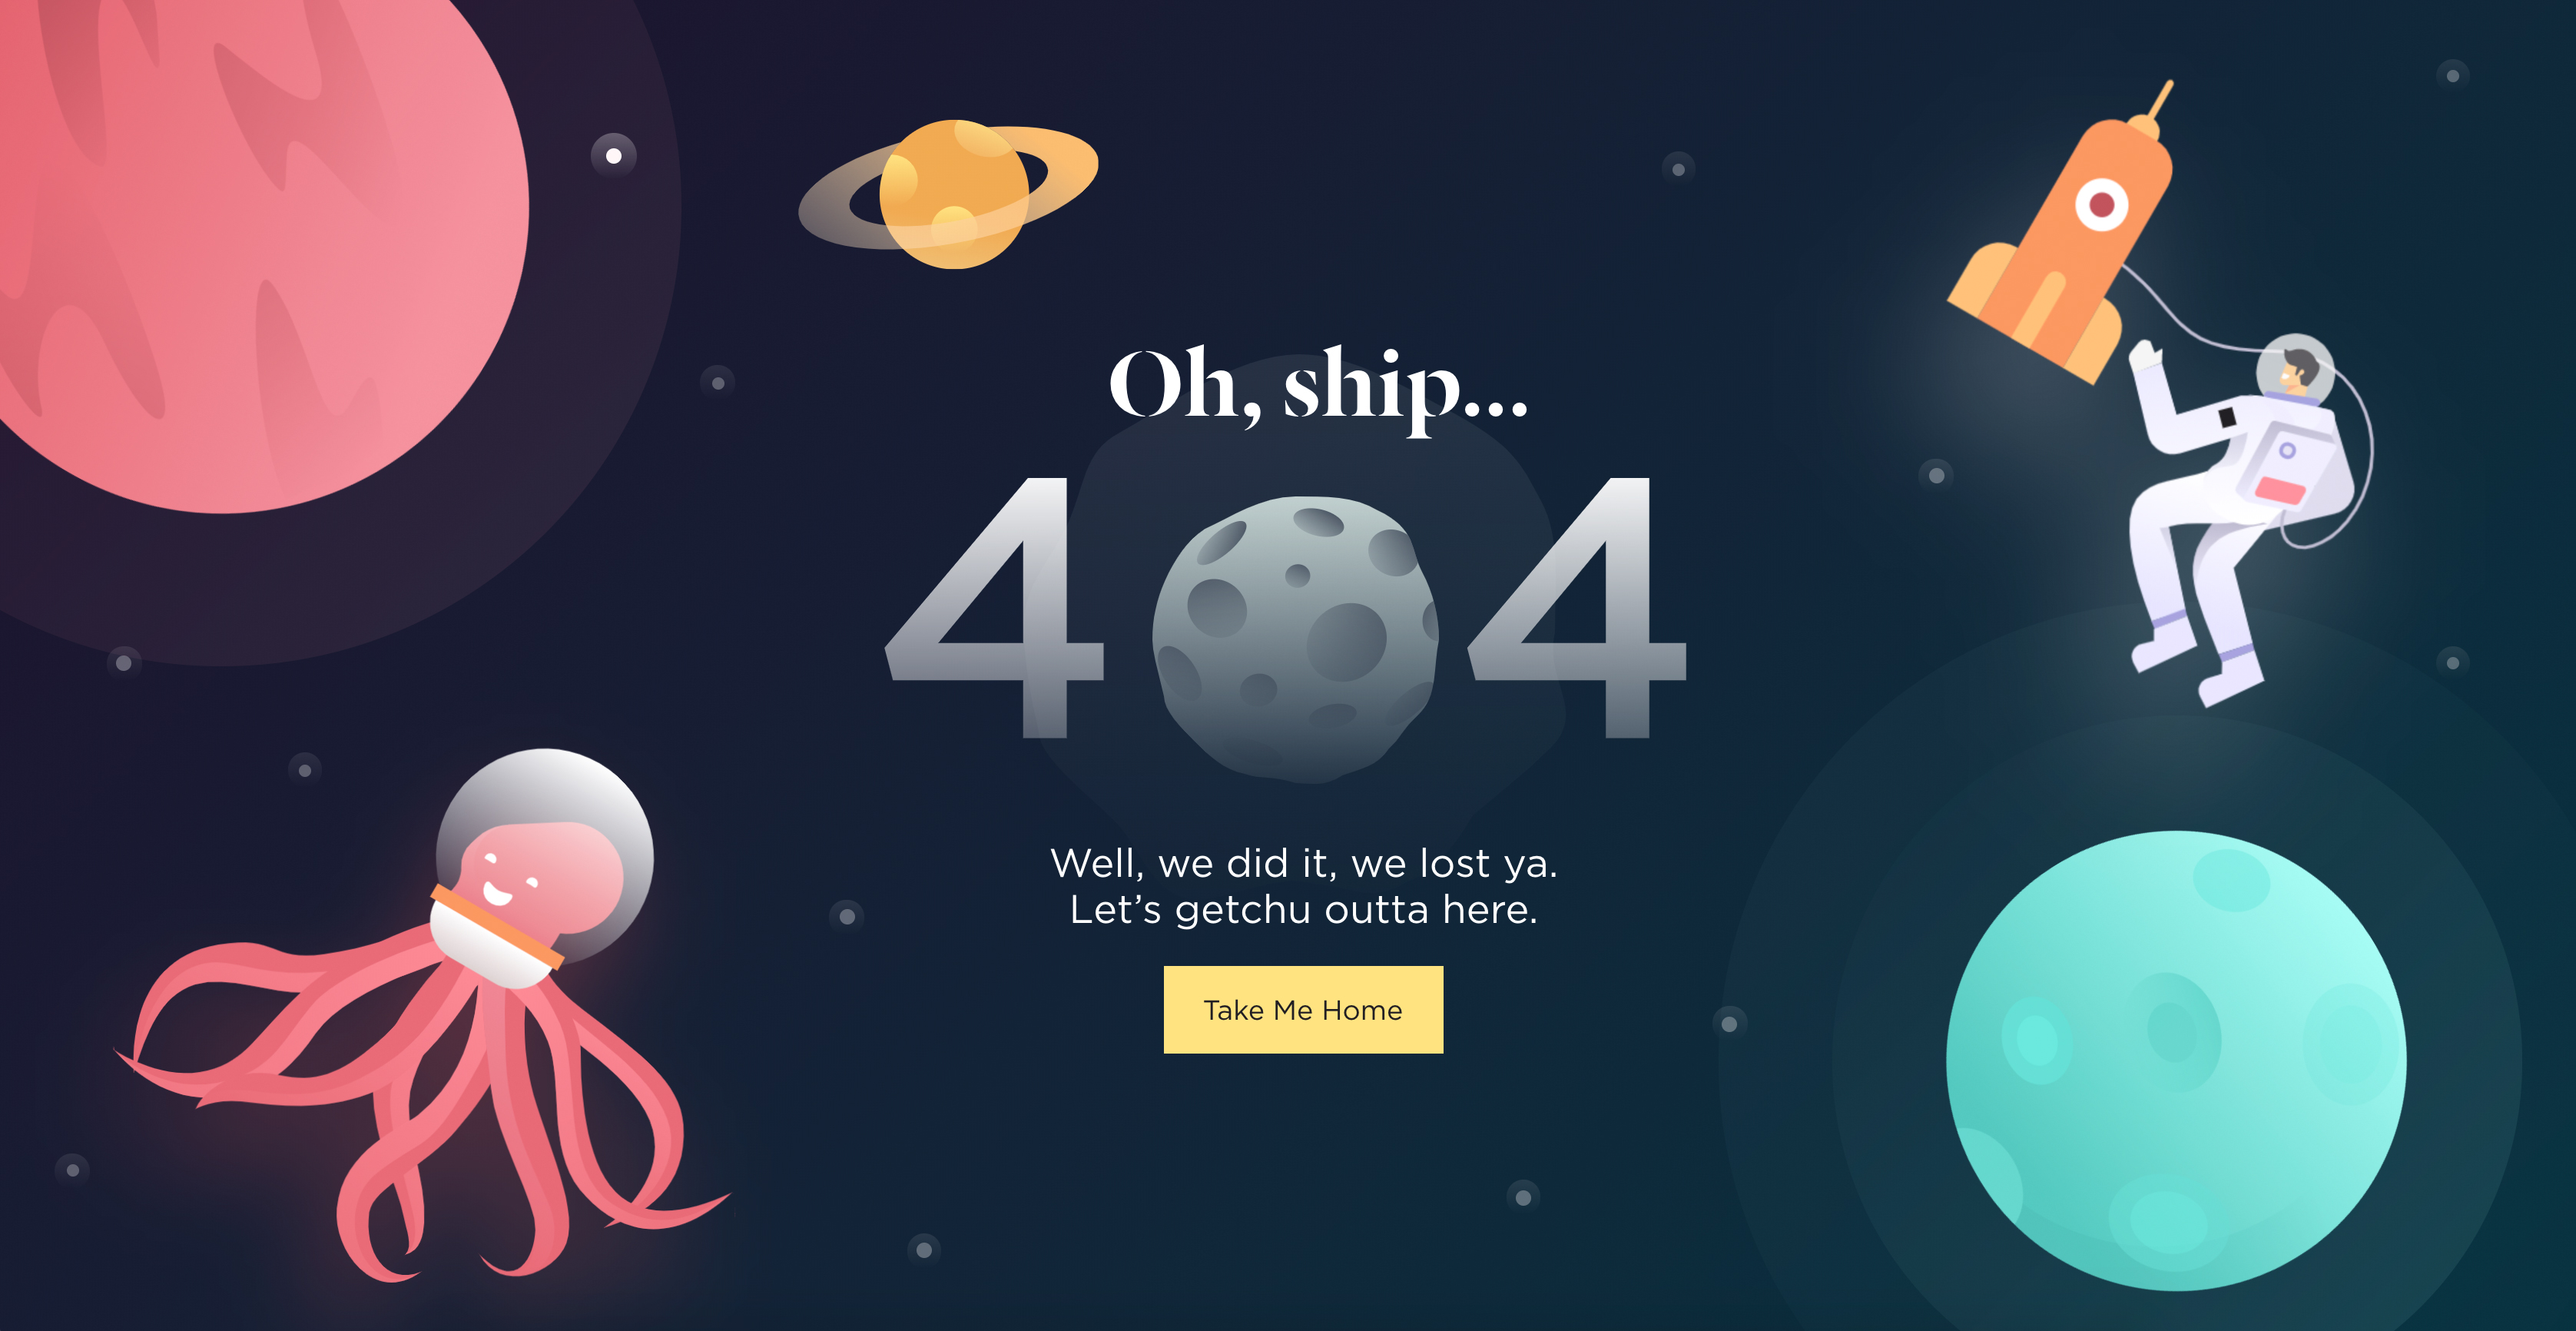 Oh, ship...
404
Well, we did it, we lost ya.
Let’s getchu outta here.
Take Me Home